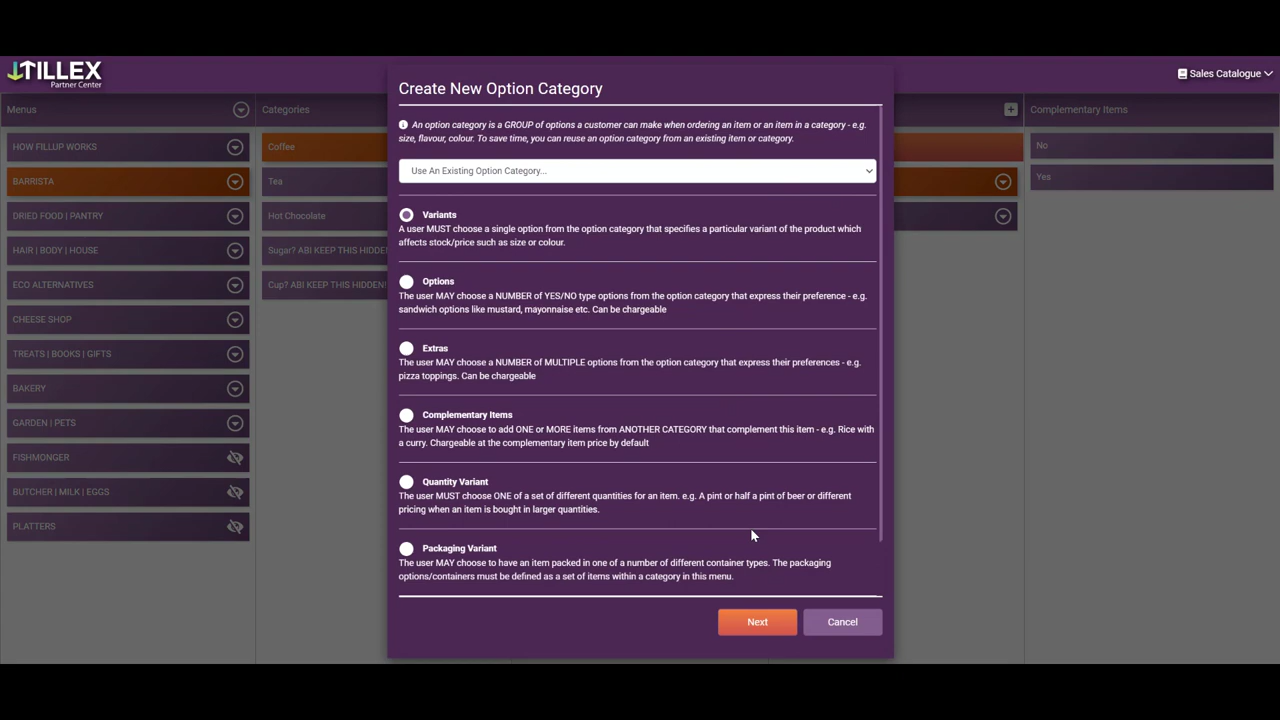 TILLEX
Partner Center
Sales Catalogue
Menus
HOW FILLUP WORKS
BARRISTA
DRIED FOOD | PANTRY
HAIR | BODY | HOUSE
ECO ALTERNATIVES
CHEESE SHOP
TREATS | BOOKS | GIFTS
BAKERY
GARDEN | PETS
FISHMONGER
BUTCHER | MILK | EGGS
PLATTERS
Categories
Coffee
Tea
Hot Chocolate
Sugar? ABI KEEP THIS HIDDEN!
Cup? ABI KEEP THIS HIDDEN!
Create New Option Category
An option category is a GROUP of options a customer can make when ordering an item or an item in a category - e.g.
size, flavour, colour. To save time, you can reuse an option category from an existing item or category.
Use An Existing Option Category...
Variants
A user MUST choose a single option from the option category that specifies a particular variant of the product which
affects stock/price such as size or colour.
Options
The user MAY choose a NUMBER of YES/NO type options from the option category that express their preference - e.g.
sandwich options like mustard, mayonnaise etc. Can be chargeable
Extras
The user MAY choose a NUMBER of MULTIPLE options from the option category that express their preferences - e.g.
pizza toppings. Can be chargeable
Complementary Items
The user MAY choose to add ONE or MORE items from ANOTHER CATEGORY that complement this item - e.g. Rice with
a curry. Chargeable at the complementary item price by default
Quantity Variant
The user MUST choose ONE of a set of different quantities for an item. e.g. A pint or half a pint of beer or different
pricing when an item is bought in larger quantities.
Packaging Variant
The user MAY choose to have an item packed in one of a number of different container types. The packaging
options/containers must be defined as a set of items within a category in this menu.
Next
Cancel
Complementary Items
No
Yes